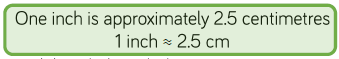 One inch is approximately 2.5 centimetres
1 inch ≈ 2.5 cm